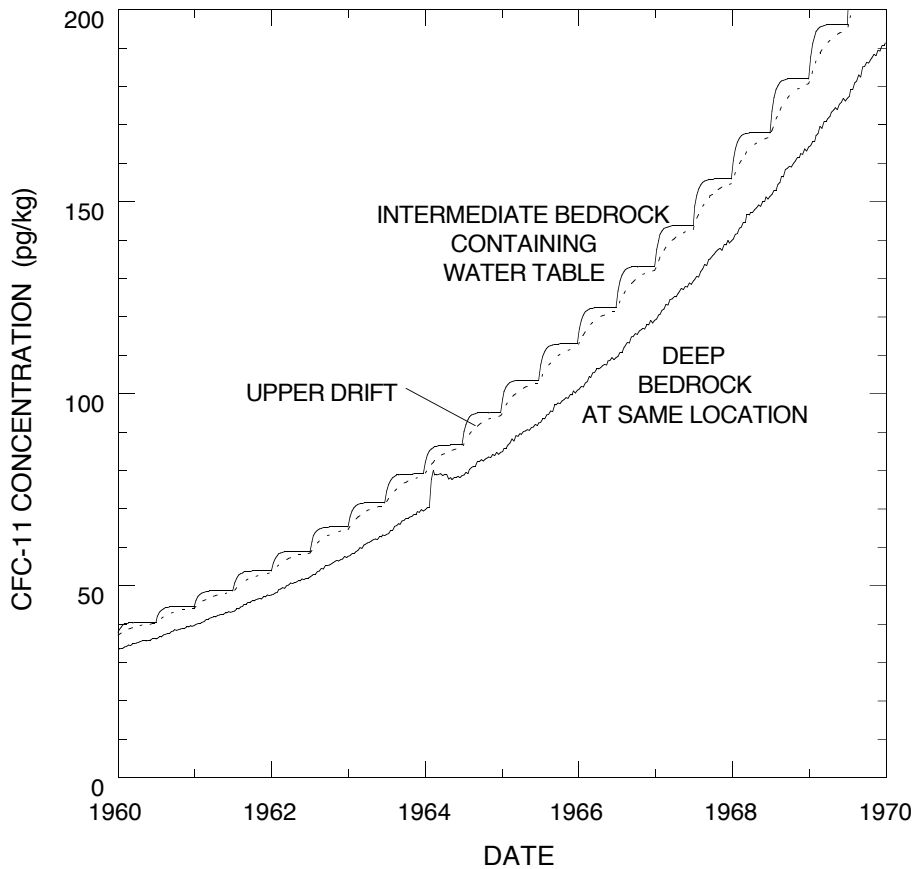 200
150
100
50
0
CFC-11 CONCENTRATION (pg/kg)
INTERMEDIATE BEDROCK
CONTAINING
WATER TABLE
UPPER DRIFT
DEEP
BEDROCK
AT SAME LOCATION
1960 1962 1964 1966 1968 1970
DATE